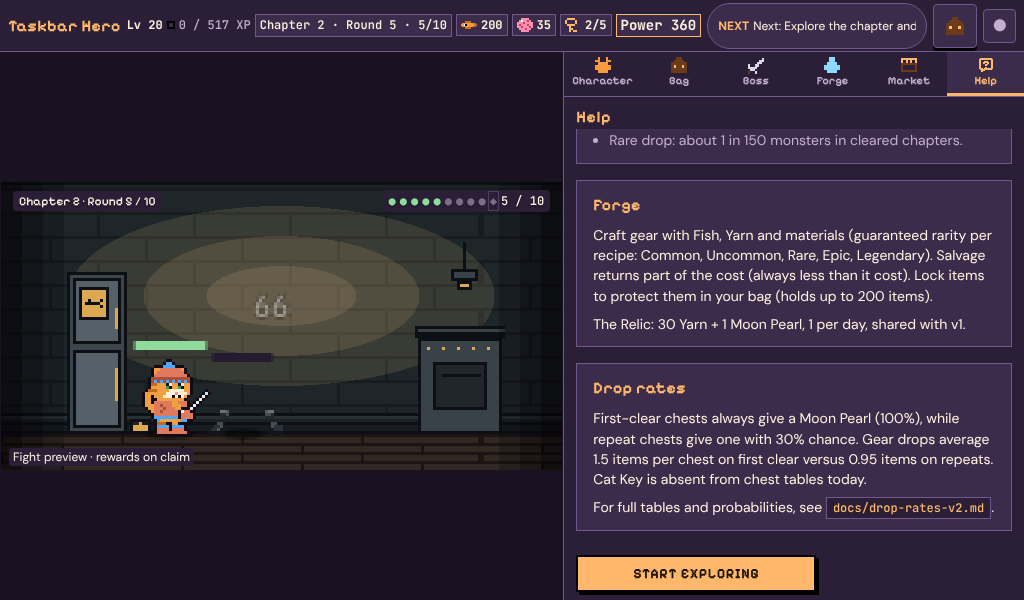 Taskbar Hero Lv 20 0 / 517 XP Chapter 2 · Round 5 · 5/10 200 35 2/5 Power 360 NEXT Next: Explore the chapter and
Character Bag Boss Forge Market Help
Help
• Rare drop: about 1 in 150 monsters in cleared chapters.
Chapter 2 · Round 5 / 10 5 / 10
66
Fight preview · rewards on claim
Forge
Craft gear with Fish, Yarn and materials (guaranteed rarity per
recipe: Common, Uncommon, Rare, Epic, Legendary). Salvage
returns part of the cost (always less than it cost). Lock items
to protect them in your bag (holds up to 200 items).
The Relic: 30 Yarn + 1 Moon Pearl, 1 per day, shared with v1.
Drop rates
First-clear chests always give a Moon Pearl (100%), while
repeat chests give one with 30% chance. Gear drops average
1.5 items per chest on first clear versus 0.95 items on repeats.
Cat Key is absent from chest tables today.
For full tables and probabilities, see docs/drop-rates-v2.md.
START EXPLORING